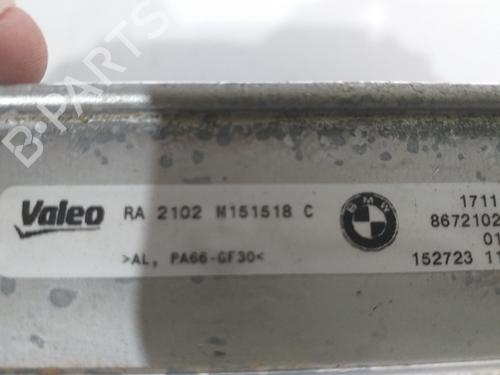 Valeo RA 2102 M151518 C
>AL, PA66-GF30<
BMW
1711
8672102
01
152723 11
B-PARTS